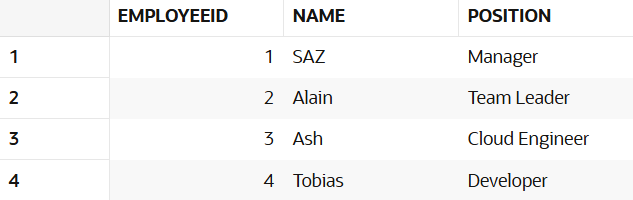 EMPLOYEEID NAME POSITION
1 1 SAZ Manager
2 2 Alain Team Leader
3 3 Ash Cloud Engineer
4 4 Tobias Developer